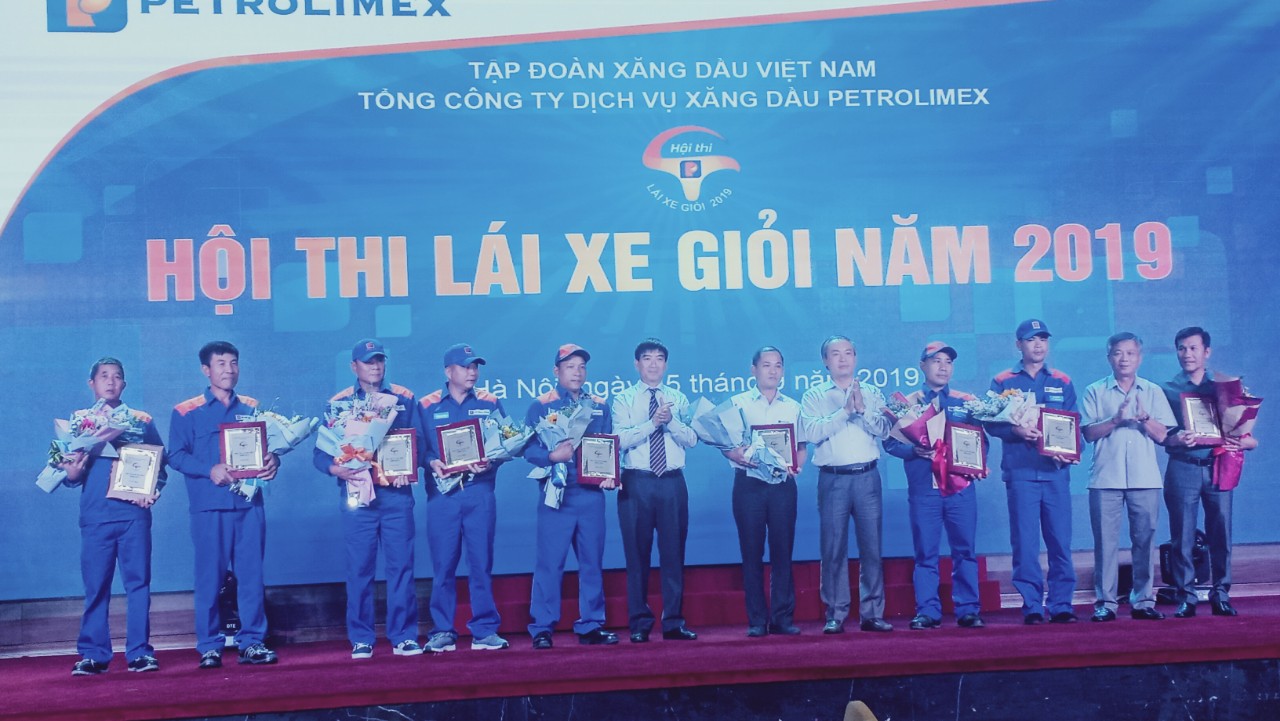 PETROLIMEX
TẬP ĐOÀN XĂNG DẦU VIỆT NAM
TỔNG CÔNG TY DỊCH VỤ XĂNG DẦU PETROLIMEX
Hội thi
LÁI XE GIỎI 2019
HỘI THI LÁI XE GIỎI NĂM 2019
Hà Nội, ngày 5 tháng 2019